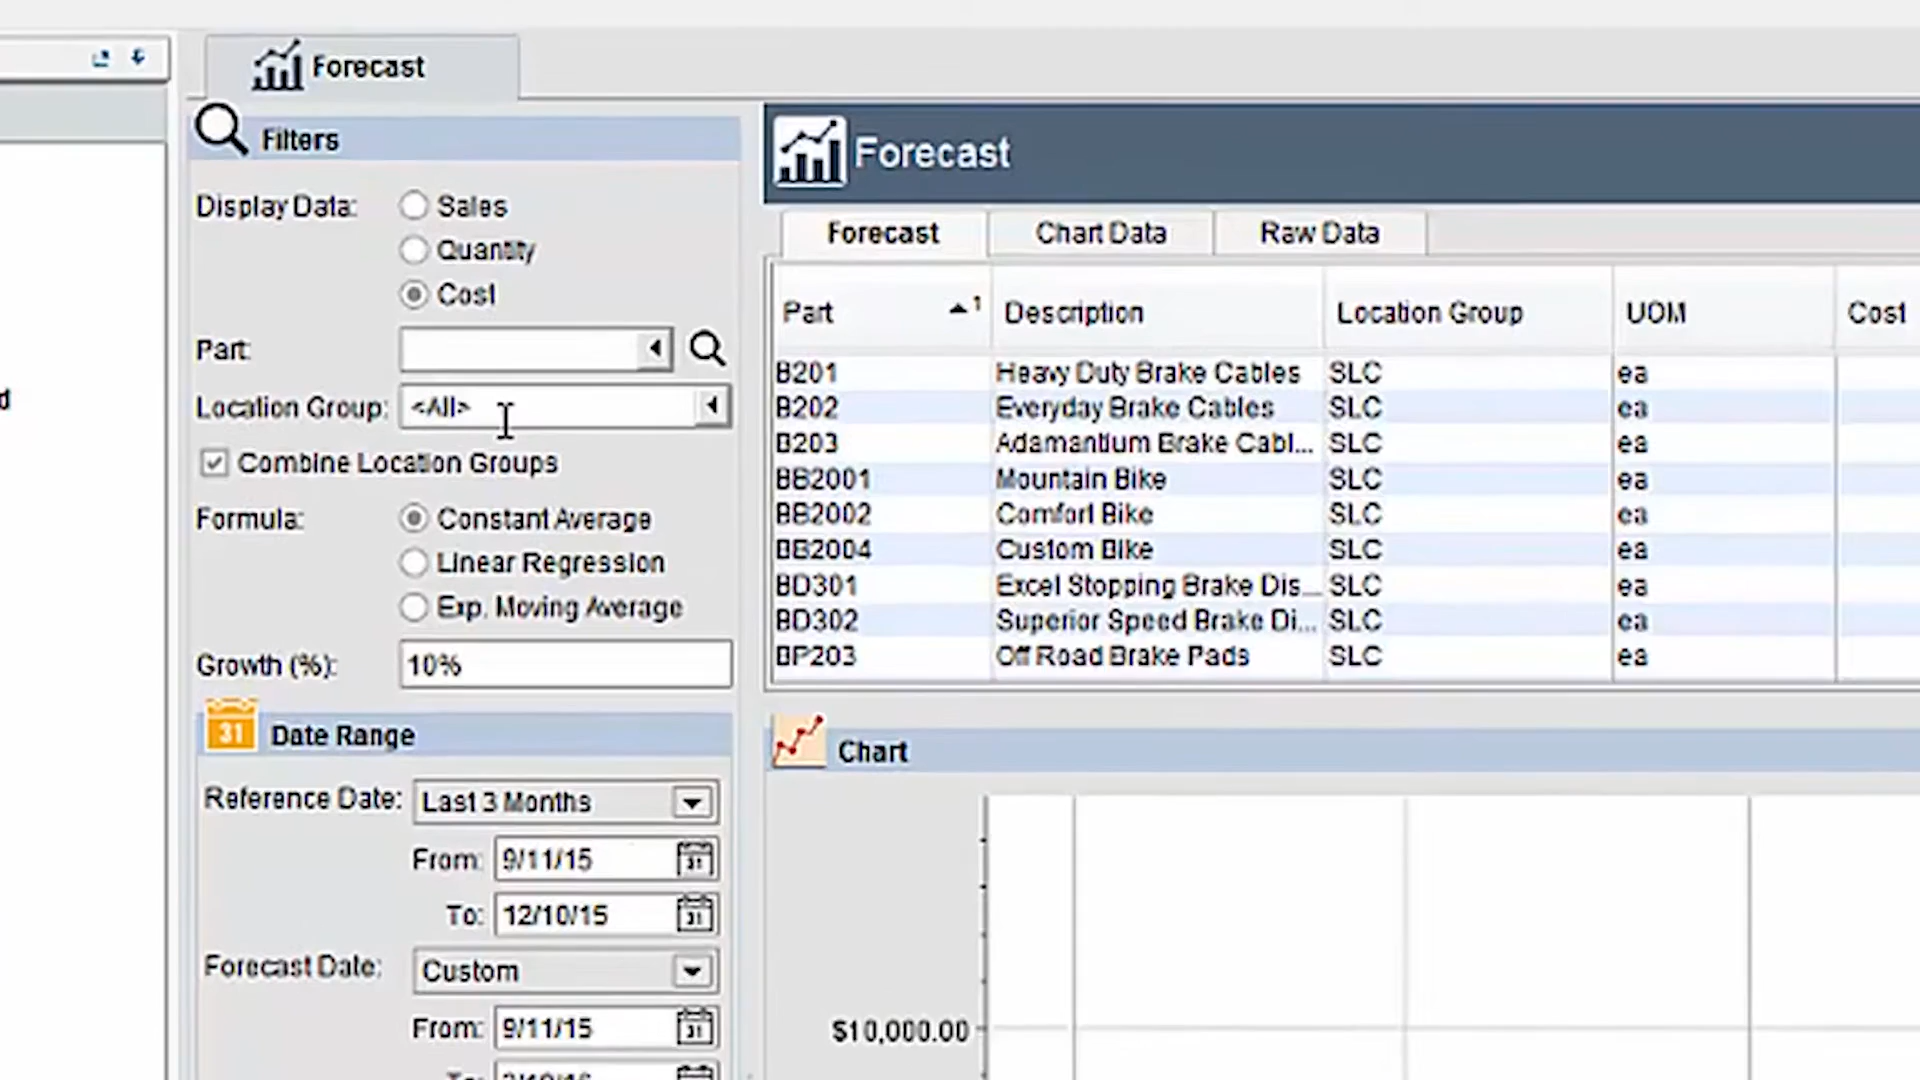 Forecast
Filters
Display Data:
Sales
Quantity
Cost
Part:
Location Group: <All>
Combine Location Groups
Formula:
Constant Average
Linear Regression
Exp. Moving Average
Growth (%): 10%
31 Date Range
Reference Date: Last 3 Months
From: 9/11/15 31
To: 12/10/15 31
Forecast Date: Custom
From: 9/11/15 31
Forecast
Forecast Chart Data Raw Data
Part 1 Description Location Group UOM Cost
B201 Heavy Duty Brake Cables SLC ea
B202 Everyday Brake Cables SLC ea
B203 Adamantium Brake Cabl... SLC ea
BB2001 Mountain Bike SLC ea
BB2002 Comfort Bike SLC ea
BB2004 Custom Bike SLC ea
BD301 Excel Stopping Brake Dis... SLC ea
BD302 Superior Speed Brake Di... SLC ea
BP203 Off Road Brake Pads SLC ea
Chart
$10,000.00